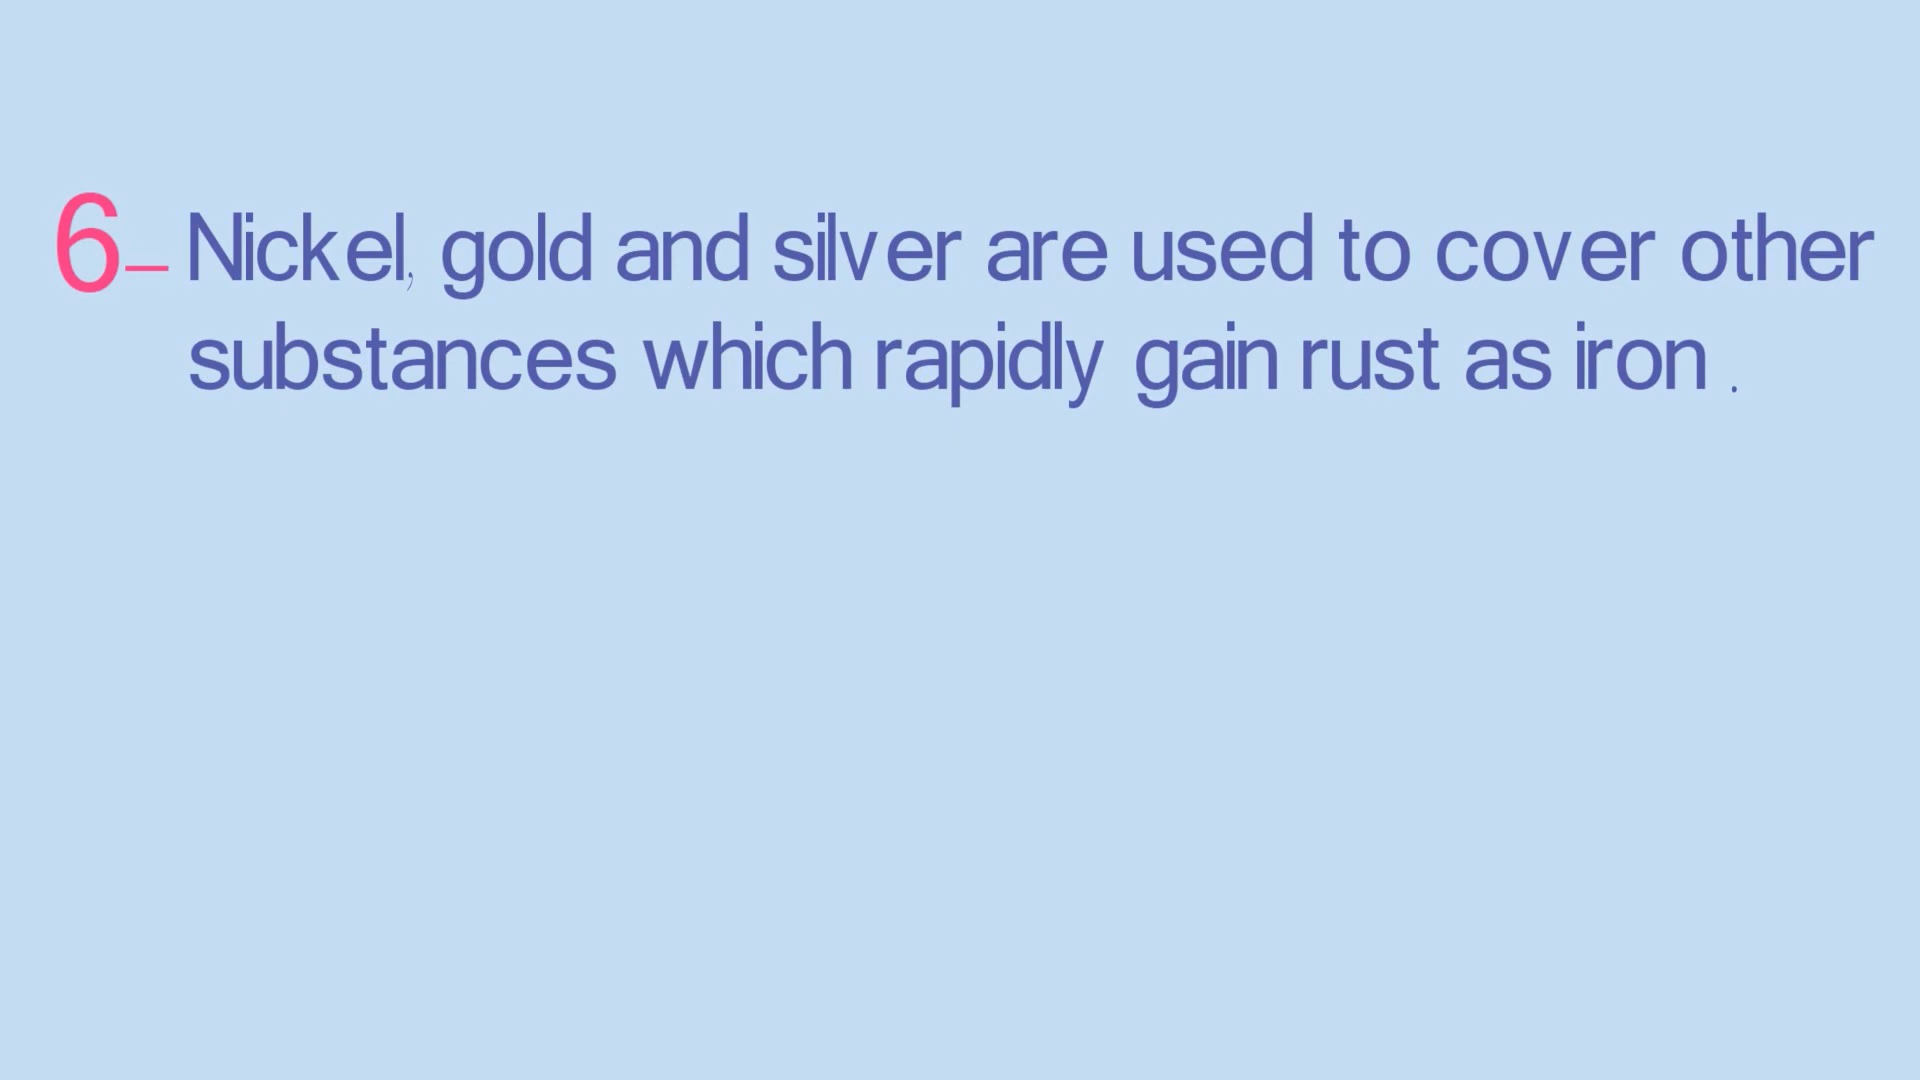 6– Nickel, gold and silver are used to cover other
substances which rapidly gain rust as iron .